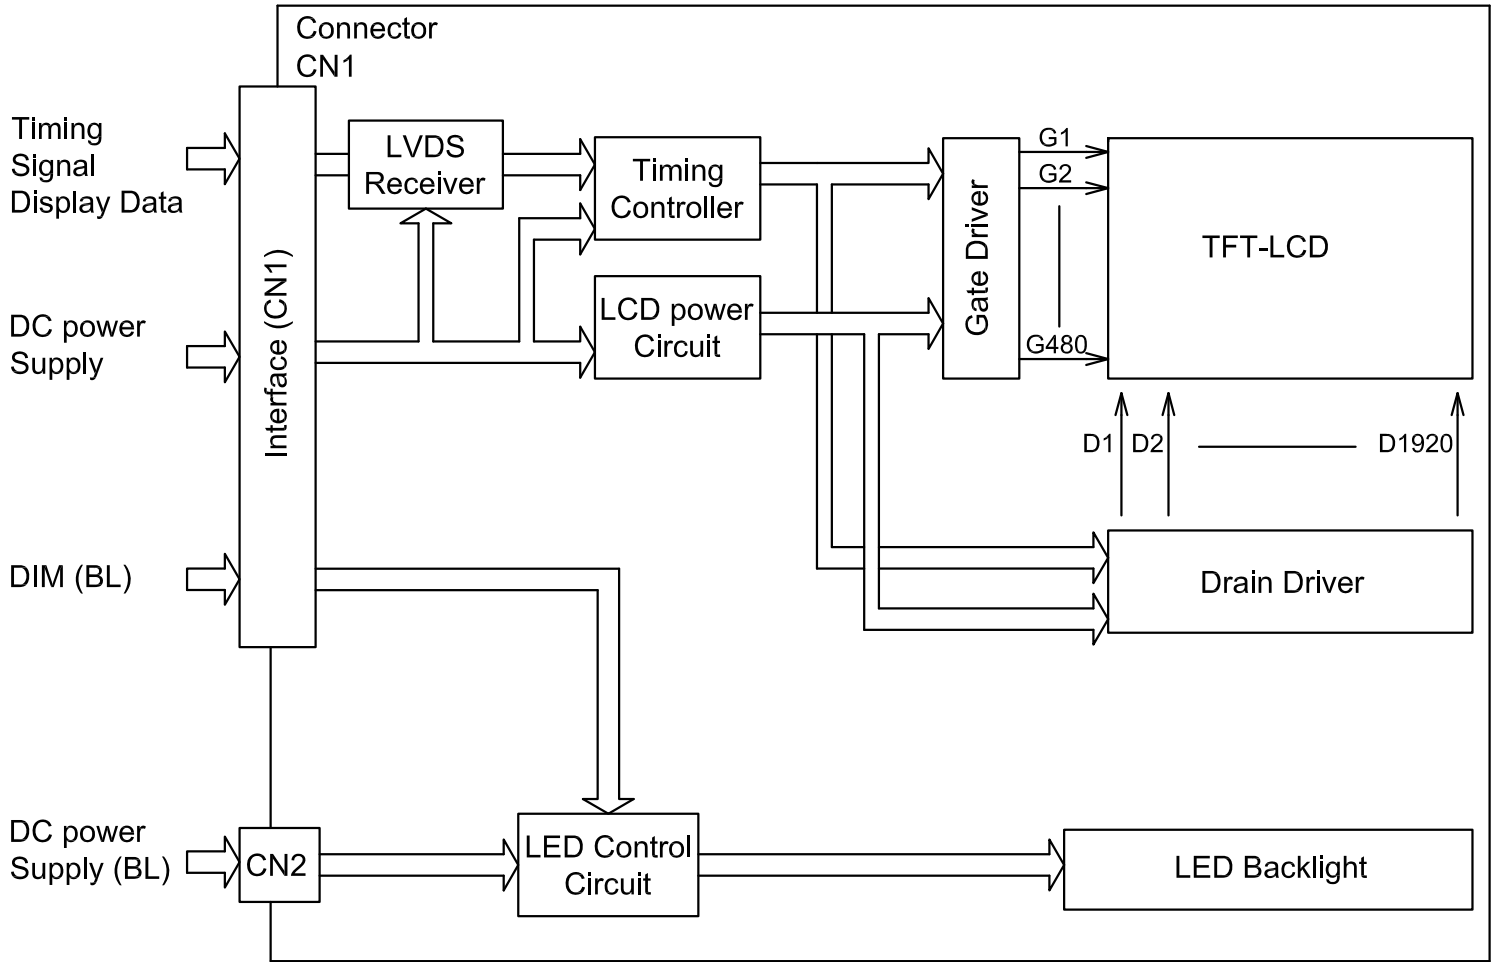 Connector
CN1
Timing
Signal
Display Data
LVDS
Receiver
Timing
Controller
G1
G2
Gate Driver
TFT-LCD
Interface (CN1)
DC power
Supply
LCD power
Circuit
G480
D1
D2
D1920
DIM (BL)
Drain Driver
DC power
Supply (BL)
CN2
LED Control
Circuit
LED Backlight